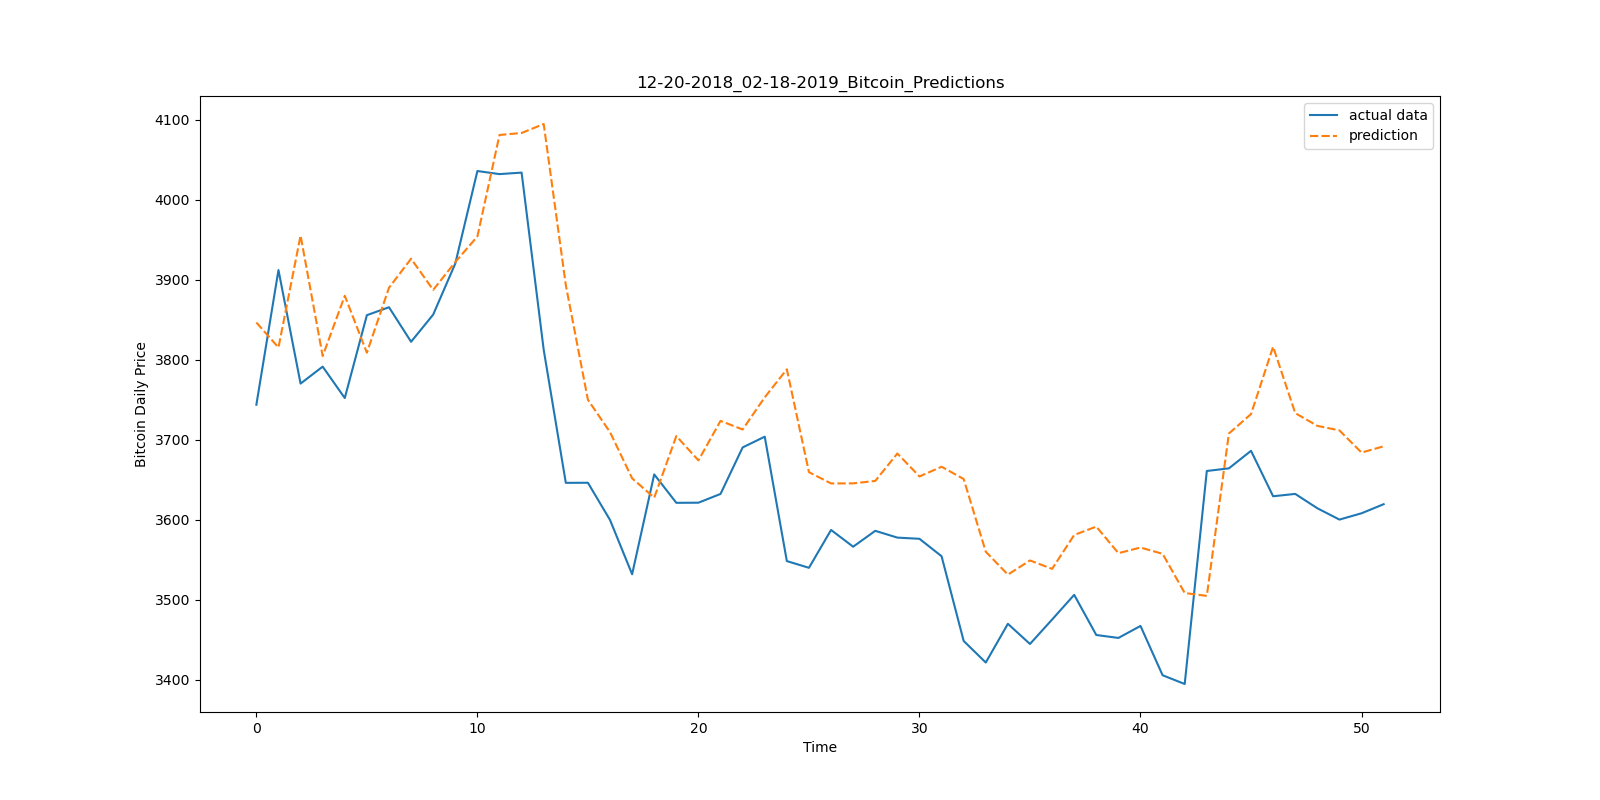 12-20-2018_02-18-2019_Bitcoin_Predictions
actual data
prediction
Bitcoin Daily Price
4100
4000
3900
3800
3700
3600
3500
3400
0 10 20 30 40 50
Time